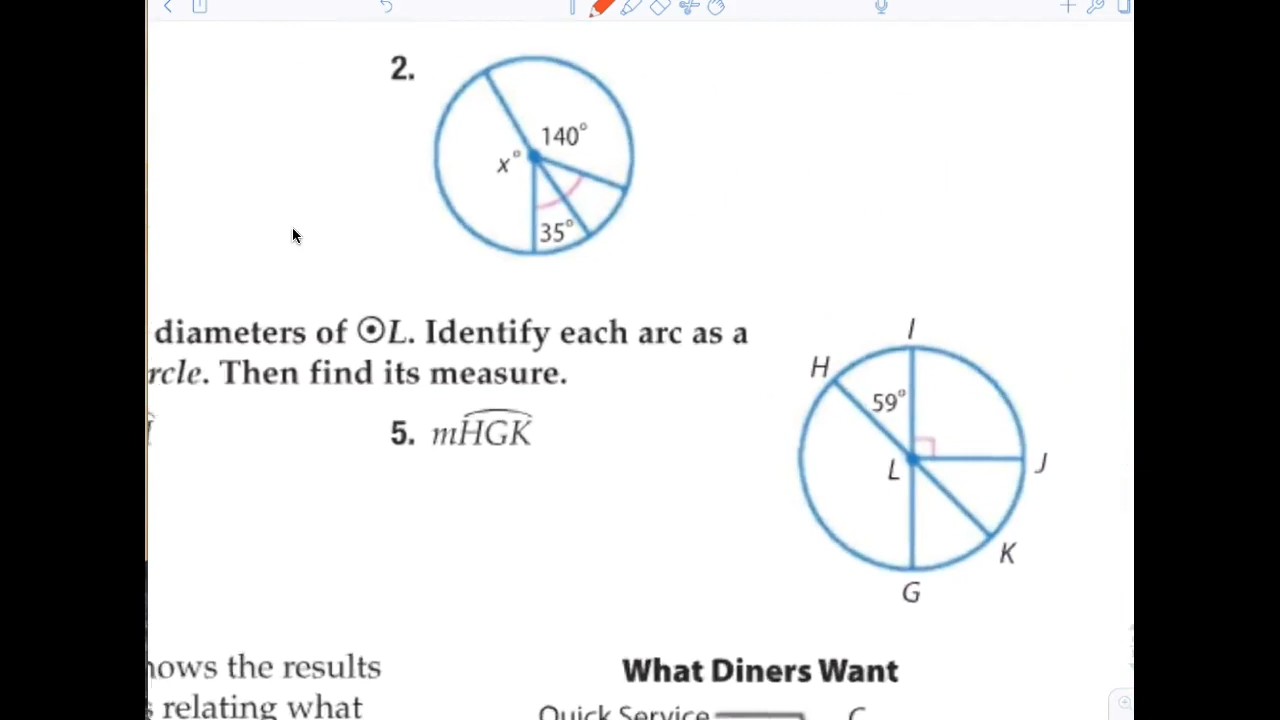 2.
140°
x°
35°
diameters of ⊙L. Identify each arc as a
rcle. Then find its measure.
5. mHGK
I
H
59°
L
J
K
G
ows the results
relating what
What Diners Want
Quick Service
C